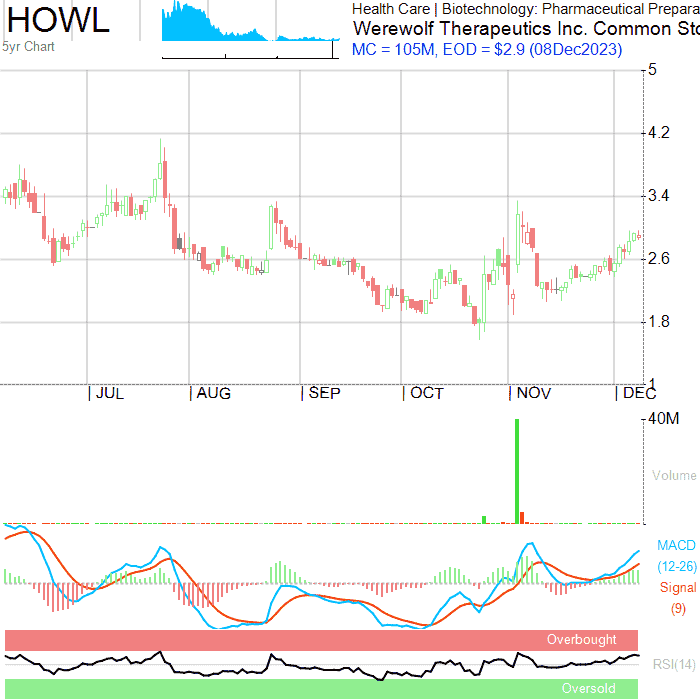 HOWL
5yr Chart
Health Care | Biotechnology: Pharmaceutical Prepara
Werewolf Therapeutics Inc. Common Sto
MC = 105M, EOD = $2.9 (08Dec2023)
5
4.2
3.4
2.6
1.8
1
JUL AUG SEP OCT NOV DEC
40M
Volume
MACD
(12-26)
Signal
(9)
Overbought
RSI(14)
Oversold